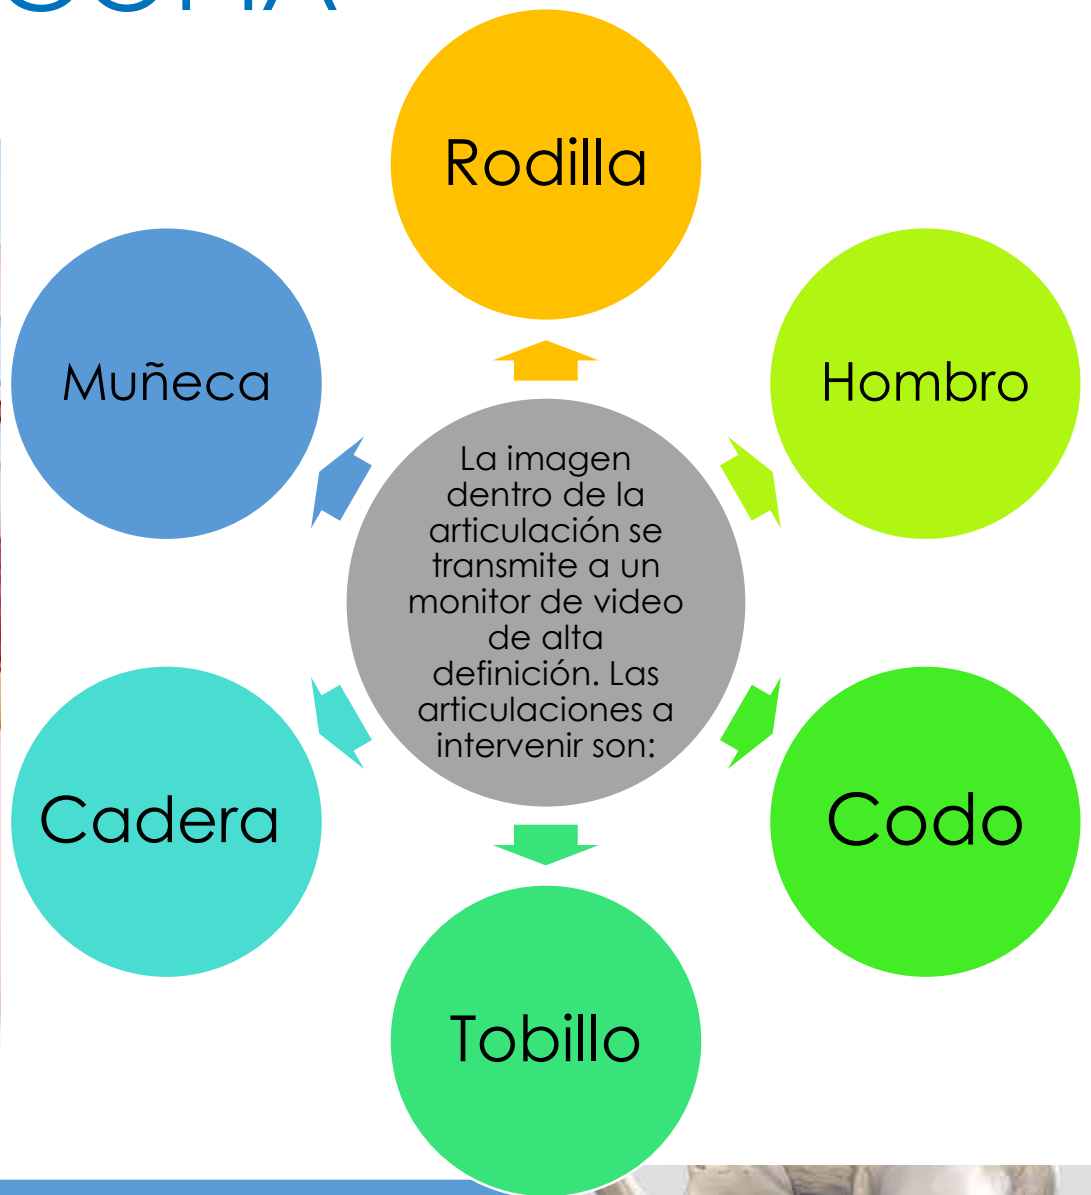 Rodilla
Muñeca
Hombro
La imagen
dentro de la
articulación se
transmite a un
monitor de video
de alta
definición. Las
articulaciones a
intervenir son:
Cadera
Codo
Tobillo